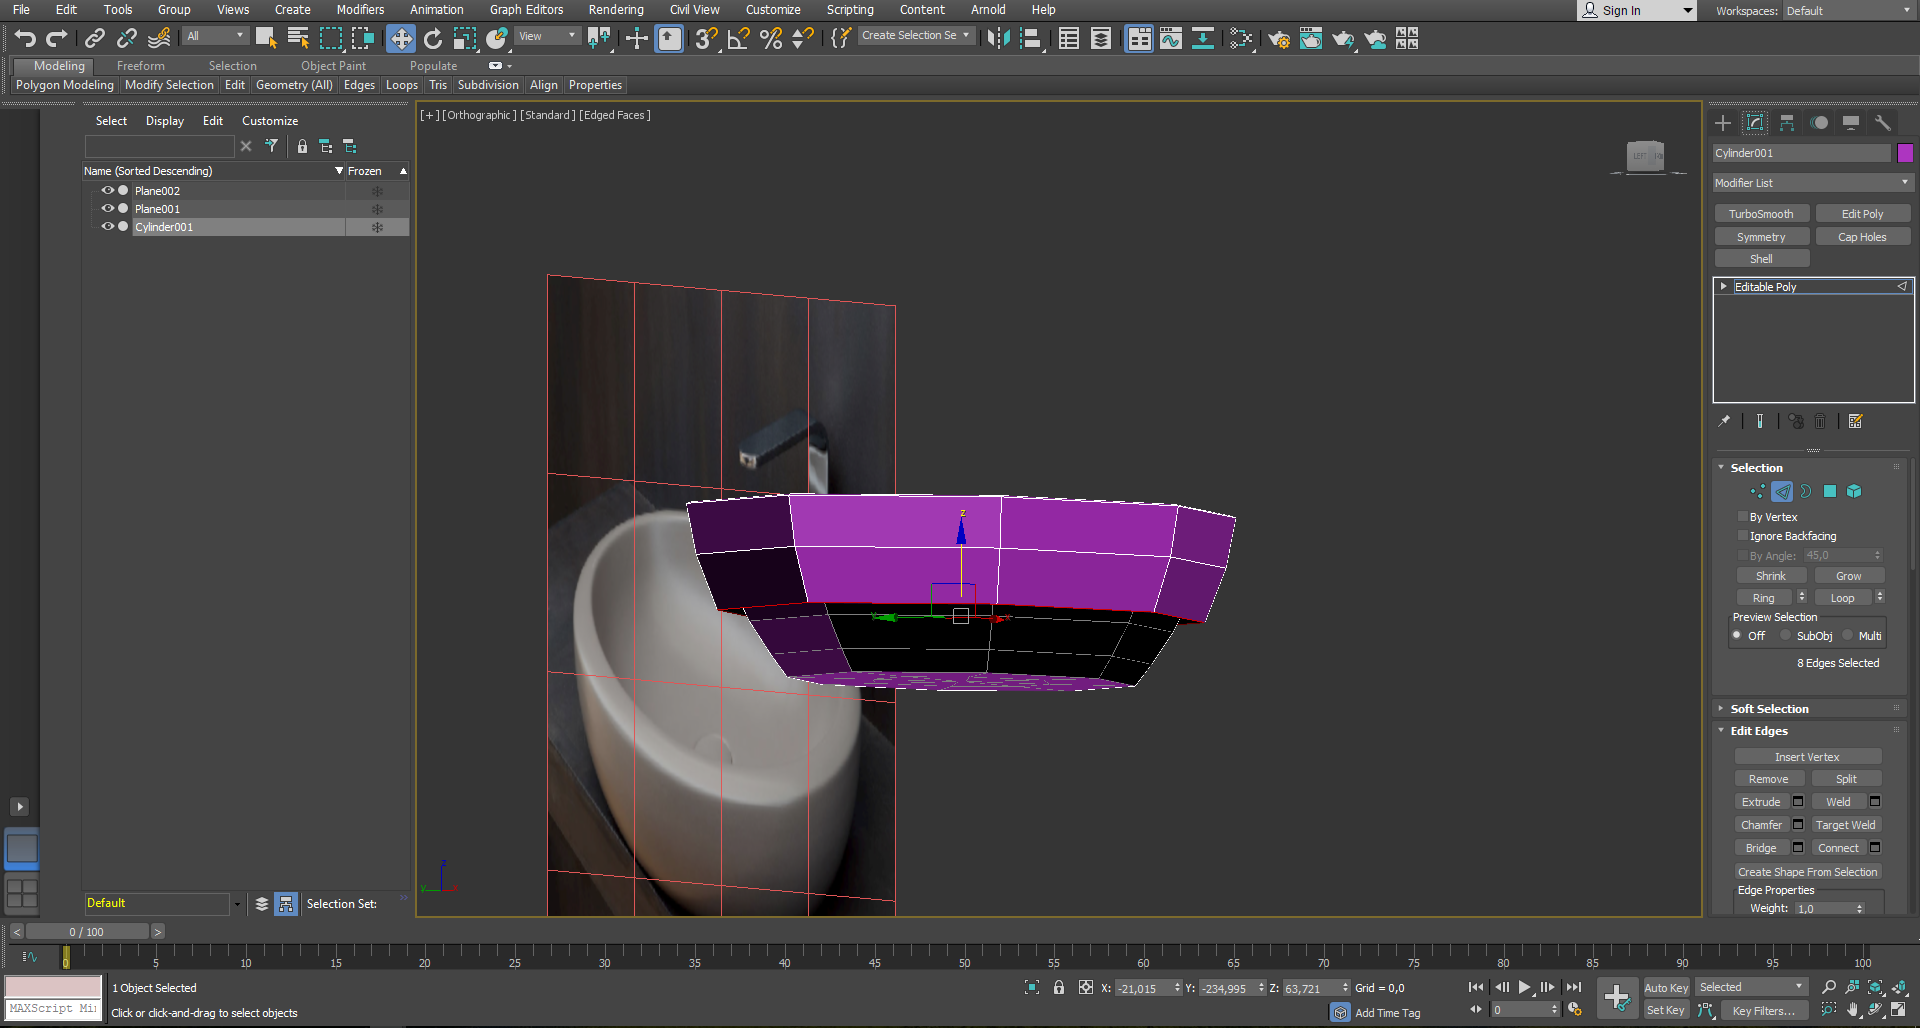 File Edit Tools Group Views Create Modifiers Animation Graph Editors Rendering Civil View Customize Scripting Content Arnold Help Sign In Workspaces: Default
All View Create Selection Se
Modeling Freeform Selection Object Paint Populate
Polygon Modeling Modify Selection Edit Geometry (All) Edges Loops Tris Subdivision Align Properties
Select Display Edit Customize
[+] [Orthographic] [Standard] [Edged Faces]
LEFT
Name (Sorted Descending) Frozen
Plane002
Plane001
Cylinder001
z
Cylinder001
Modifier List
TurboSmooth Edit Poly
Symmetry Cap Holes
Shell
Editable Poly
Selection
By Vertex
Ignore Backfacing
By Angle: 45,0
Shrink Grow
Ring Loop
Preview Selection
Off SubObj Multi
8 Edges Selected
Soft Selection
Edit Edges
Insert Vertex
Remove Split
Extrude Weld
Chamfer Target Weld
Bridge Connect
Create Shape From Selection
Edge Properties
Weight: 1,0
z
y
Default Selection Set:
< 0 / 100 >
0 5 10 15 20 25 30 35 40 45 50 55 60 65 70 75 80 85 90 95 100
1 Object Selected X: -21,015 Y: -234,995 Z: 63,721 Grid = 0,0 Auto Key Selected
MAXScript Mi
Click or click-and-drag to select objects Add Time Tag 0 Set Key Key Filters...